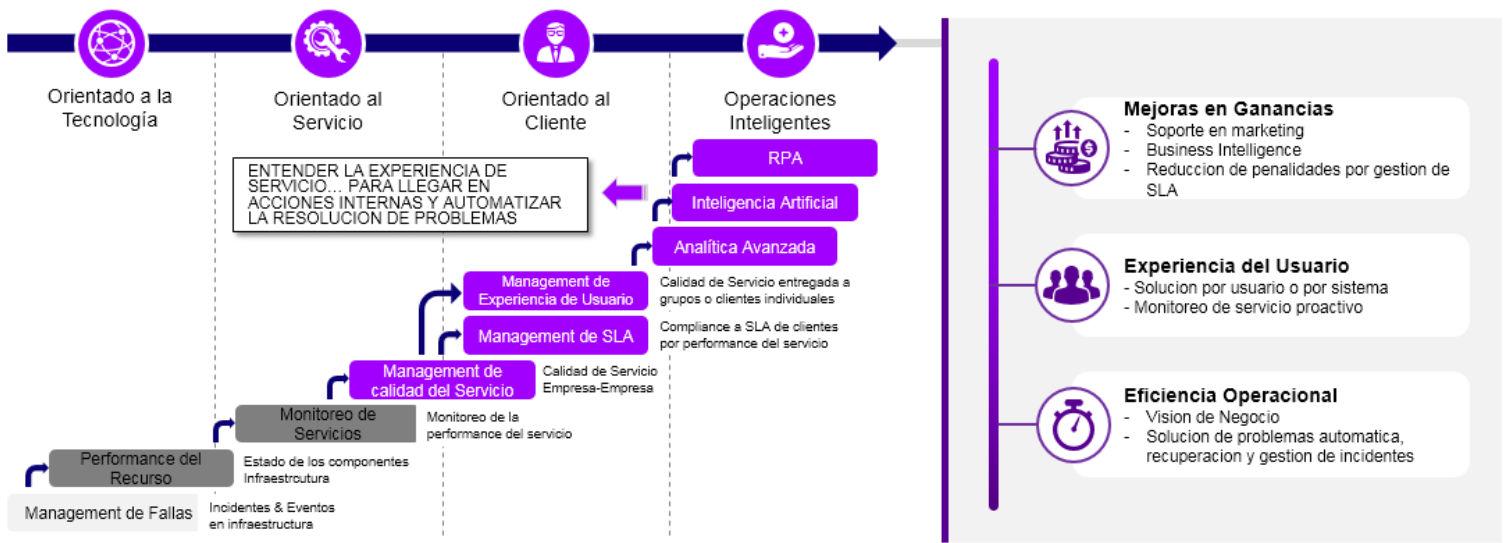 Orientado a la
Tecnología
Orientado al
Servicio
Orientado al
Cliente
Operaciones
Inteligentes
ENTENDER LA EXPERIENCIA DE
SERVICIO... PARA LLEGAR EN
ACCIONES INTERNAS Y AUTOMATIZAR
LA RESOLUCION DE PROBLEMAS
RPA
Inteligencia Artificial
Analítica Avanzada
Management de
Experiencia de Usuario
Calidad de Servicio entregada a
grupos o clientes individuales
Management de SLA
Compliance a SLA de clientes
por performance del servicio
Management de
calidad del Servicio
Calidad de Servicio
Empresa-Empresa
Monitoreo de
Servicios
Monitoreo de la
performance del servicio
Performance del
Recurso
Estado de los componentes
Infraestrcutura
Management de Fallas
Incidentes & Eventos
en infraestructura
Mejoras en Ganancias
- Soporte en marketing
- Business Intelligence
- Reduccion de penalidades por gestion de
SLA
Experiencia del Usuario
- Solucion por usuario o por sistema
- Monitoreo de servicio proactivo
Eficiencia Operacional
- Vision de Negocio
- Solucion de problemas automatica,
recuperacion y gestion de incidentes